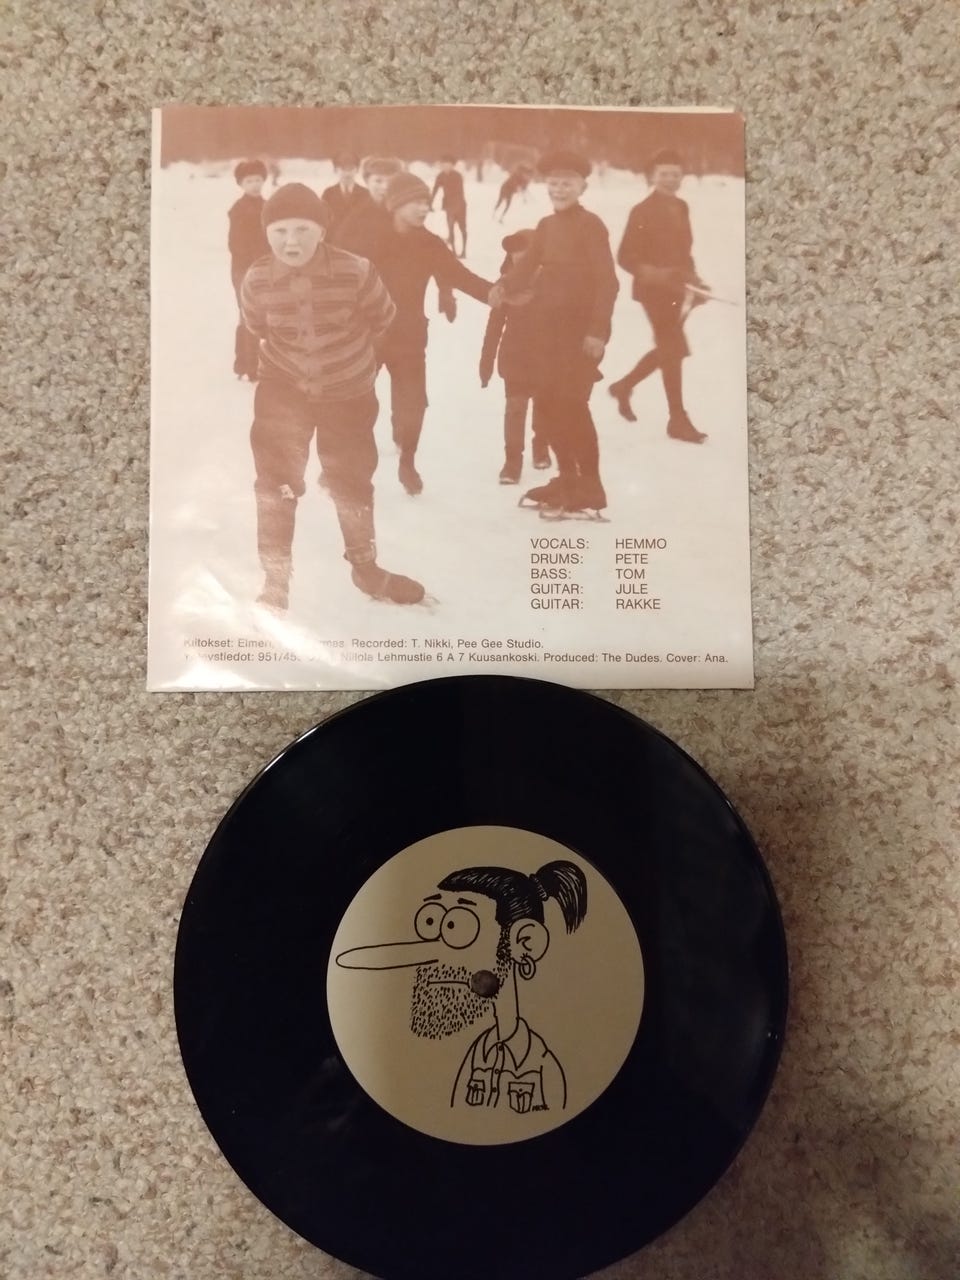 VOCALS: HEMMO
DRUMS: PETE
BASS: TOM
GUITAR: JULE
GUITAR: RAKKE
Kiitokset: Elmeri, Recorded: T. Nikki, Pee Gee Studio.
Niilola Lehmustie 6 A 7 Kuusankoski. Produced: The Dudes. Cover: Ana.